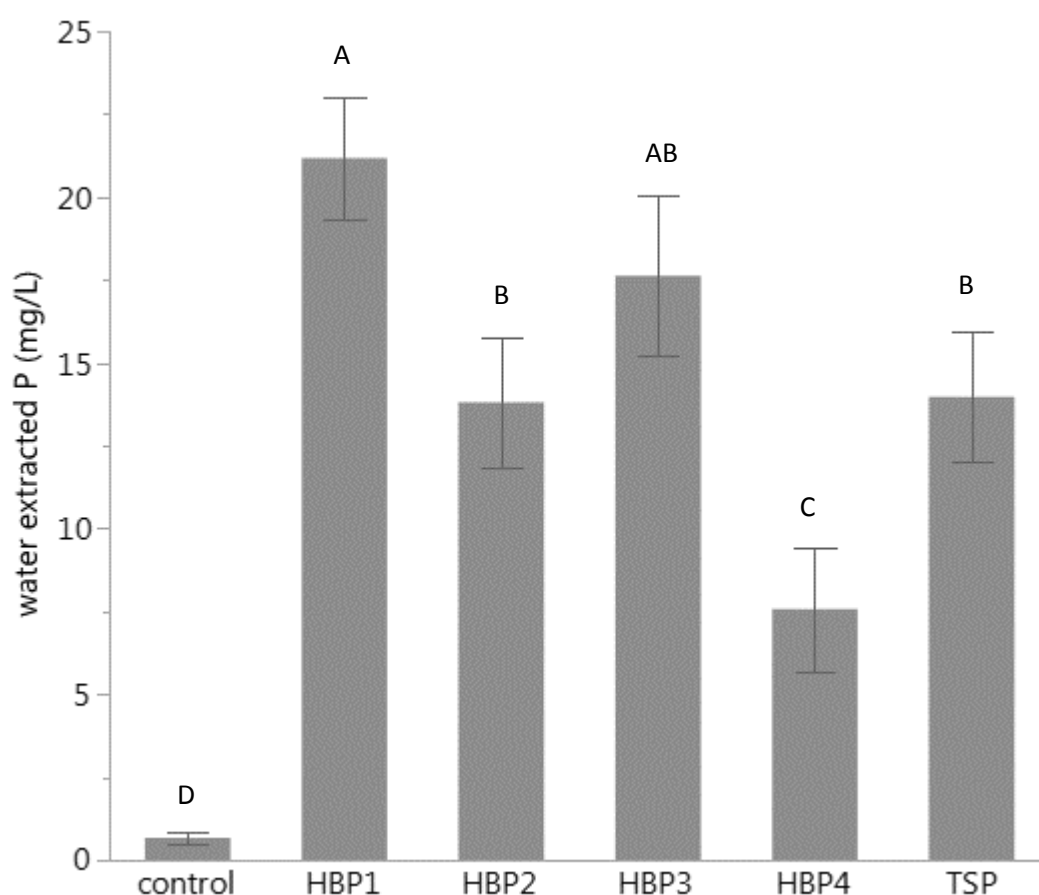 25
A
AB
20
B
B
15
water extracted P (mg/L)
10
C
5
D
0
control HBP1 HBP2 HBP3 HBP4 TSP